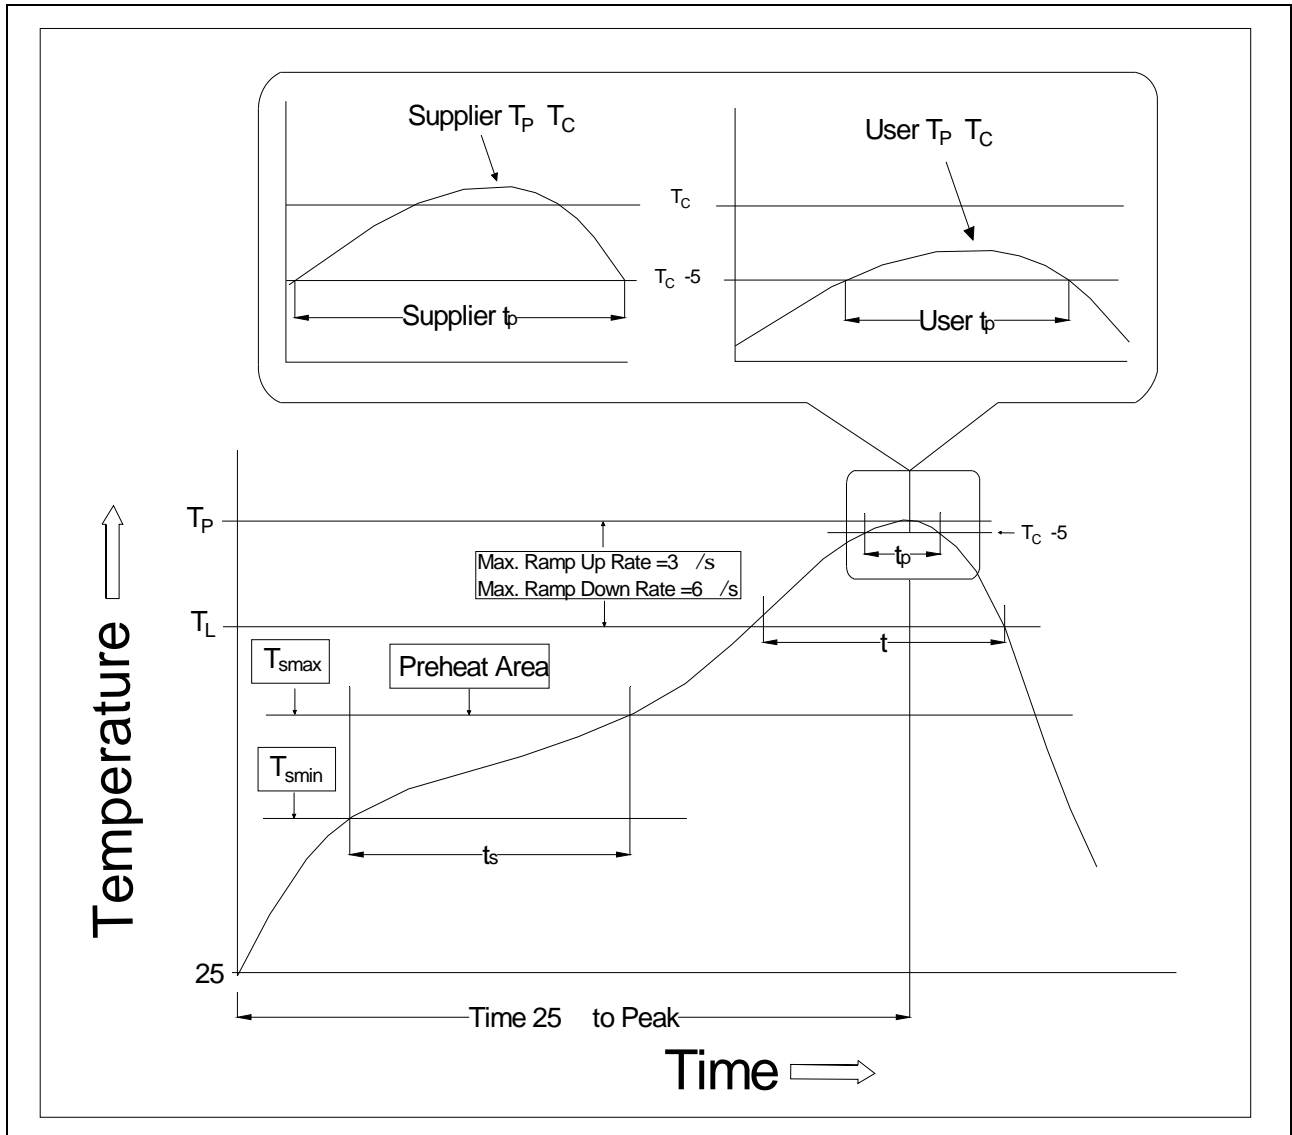 Supplier TP TC
User TP TC
TC
TC -5
Supplier tp
User tp
TP
TC -5
tp
Max. Ramp Up Rate =3 /s
Max. Ramp Down Rate =6 /s
TL
t
Tsmax
Preheat Area
Tsmin
ts
Temperature
25
Time 25 to Peak
Time